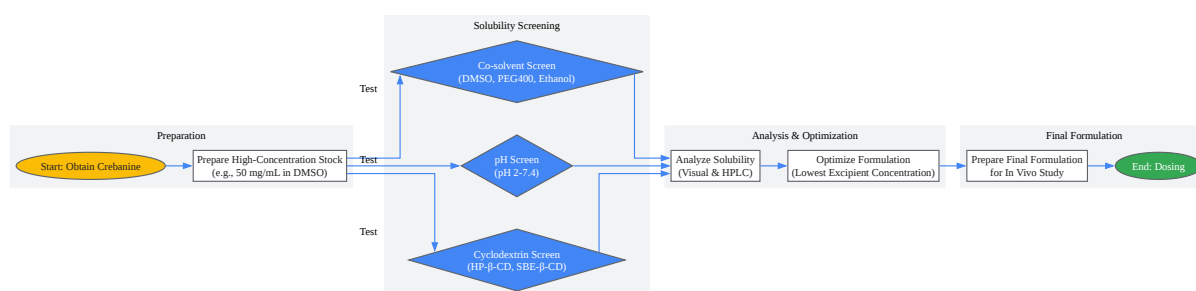 Solubility Screening
Co-solvent Screen
(DMSO, PEG400, Ethanol)
Test
Preparation
Start: Obtain Crebanine
Prepare High-Concentration Stock
(e.g., 50 mg/mL in DMSO)
Test
pH Screen
(pH 2-7.4)
Test
Cyclodextrin Screen
(HP-β-CD, SBE-β-CD)
Analysis & Optimization
Analyze Solubility
(Visual & HPLC)
Optimize Formulation
(Lowest Excipient Concentration)
Final Formulation
Prepare Final Formulation
for In Vivo Study
End: Dosing